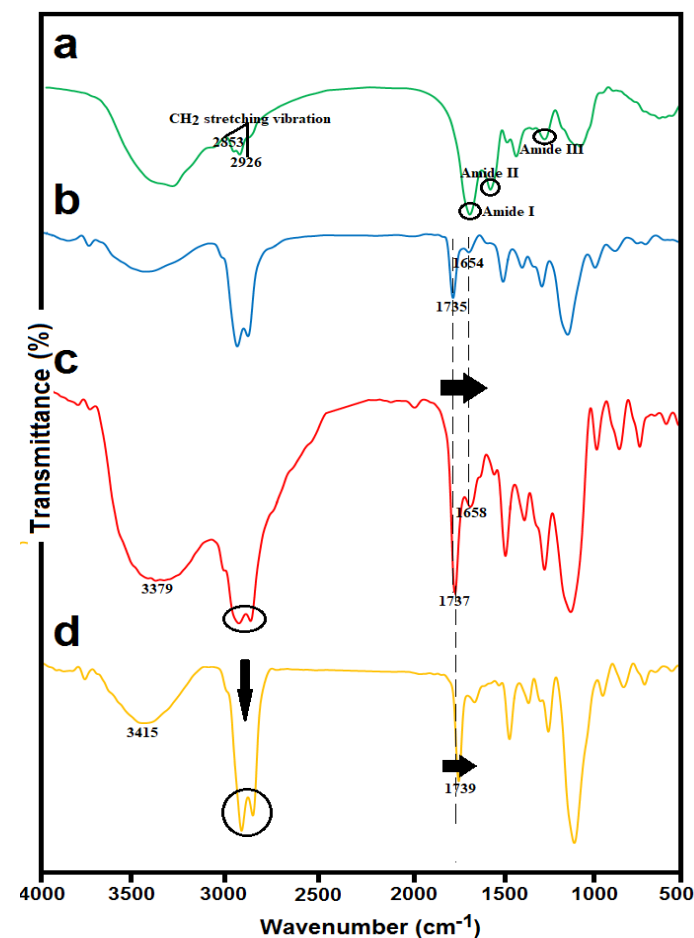 a
CH2 stretching vibration
2853
2926
Amide III
Amide II
Amide I
b
1654
1735
c
1658
3379
1737
d
3415
1739
Transmittance (%)
4000 3500 3000 2500 2000 1500 1000 500
Wavenumber (cm-1)